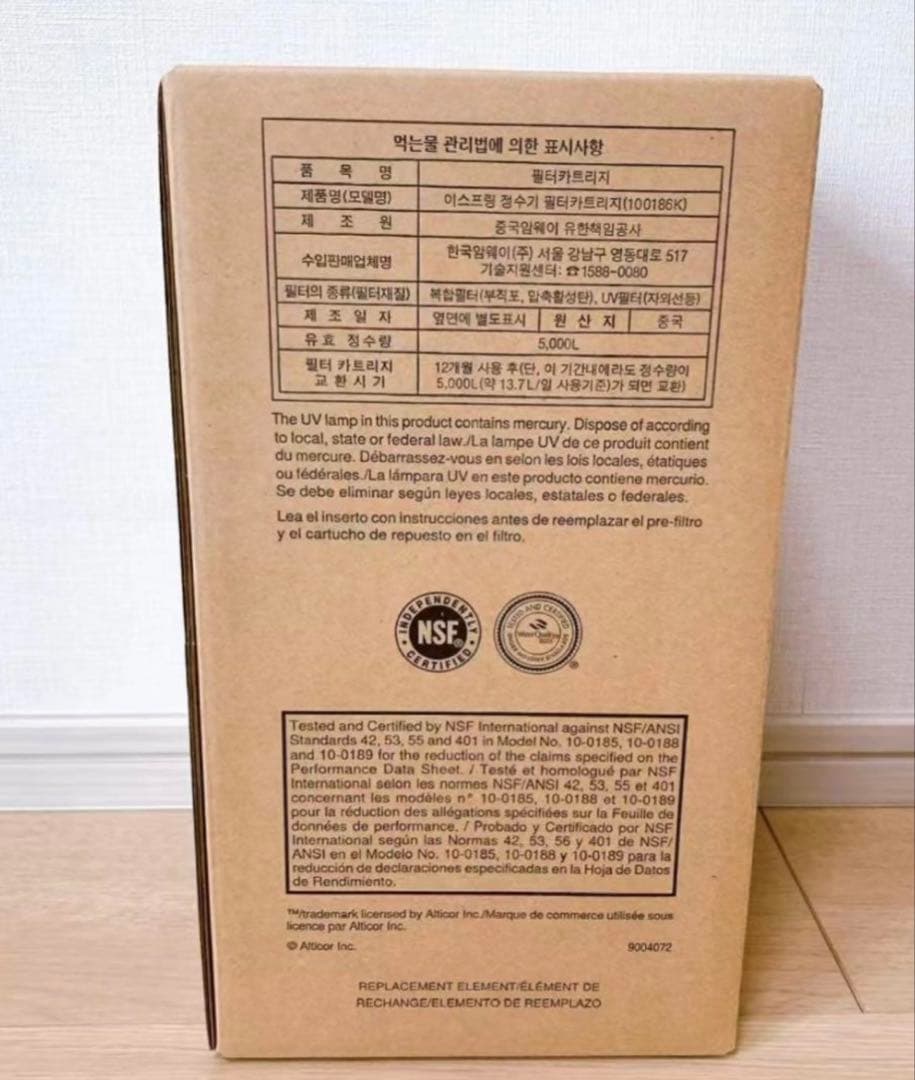 먹는물 관리법에 의한 표시사항
품 목 명 필터카트리지
제품명(모델명) 이스프링 정수기 필터카트리지(100186K)
제 조 원 중국암웨이 유한책임공사
수입판매업체명 한국암웨이(주) 서울 강남구 영동대로 517
기술지원센터: ☎1588-0080
필터의 종류(필터재질) 복합필터(부직포, 압축활성탄), UV필터(자외선등)
제 조 일 자 옆면에 별도표시 원 산 지 중국
유효 정수량 5,000L
필터 카트리지 12개월 사용 후(단, 이 기간내에라도 정수량이
교 환 시 기 5,000L(약 13.7L/일 사용기준)가 되면 교환)
The UV lamp in this product contains mercury. Dispose of according
to local, state or federal law./La lampe UV de ce produit contient
du mercure. Débarrassez-vous en selon les lois locales, étatiques
ou fédérales./La lámpara UV en este producto contiene mercurio.
Se debe eliminar según leyes locales, estatales o federales.
Lea el inserto con instrucciones antes de reemplazar el pre-filtro
y el cartucho de repuesto en el filtro.
INDEPENDENTLY
NSF®
CERTIFIED
TESTED AND CERTIFIED
Water Quality
Tested and Certified by NSF International against NSF/ANSI
Standards 42, 53, 55 and 401 in Model No. 10-0185, 10-0188
and 10-0189 for the reduction of the claims specified on the
Performance Data Sheet. / Testé et homologué par NSF
International selon les normes NSF/ANSI 42, 53, 55 et 401
concernant les modèles n° 10-0185, 10-0188 et 10-0189
pour la réduction des allégations spécifiées sur la Feuille de
données de performance. / Probado y Certificado por NSF
International según las Normas 42, 53, 56 y 401 de NSF/
ANSI en el Modelo No. 10-0185, 10-0188 y 10-0189 para la
reducción de declaraciones especificadas en la Hoja de Datos
de Rendimiento.
™/trademark licensed by Alticor Inc./Marque de commerce utilisée sous
licence par Alticor Inc.
© Alticor Inc. 9004072
REPLACEMENT ELEMENT/ÉLÉMENT DE
RECHANGE/ELEMENTO DE REEMPLAZO